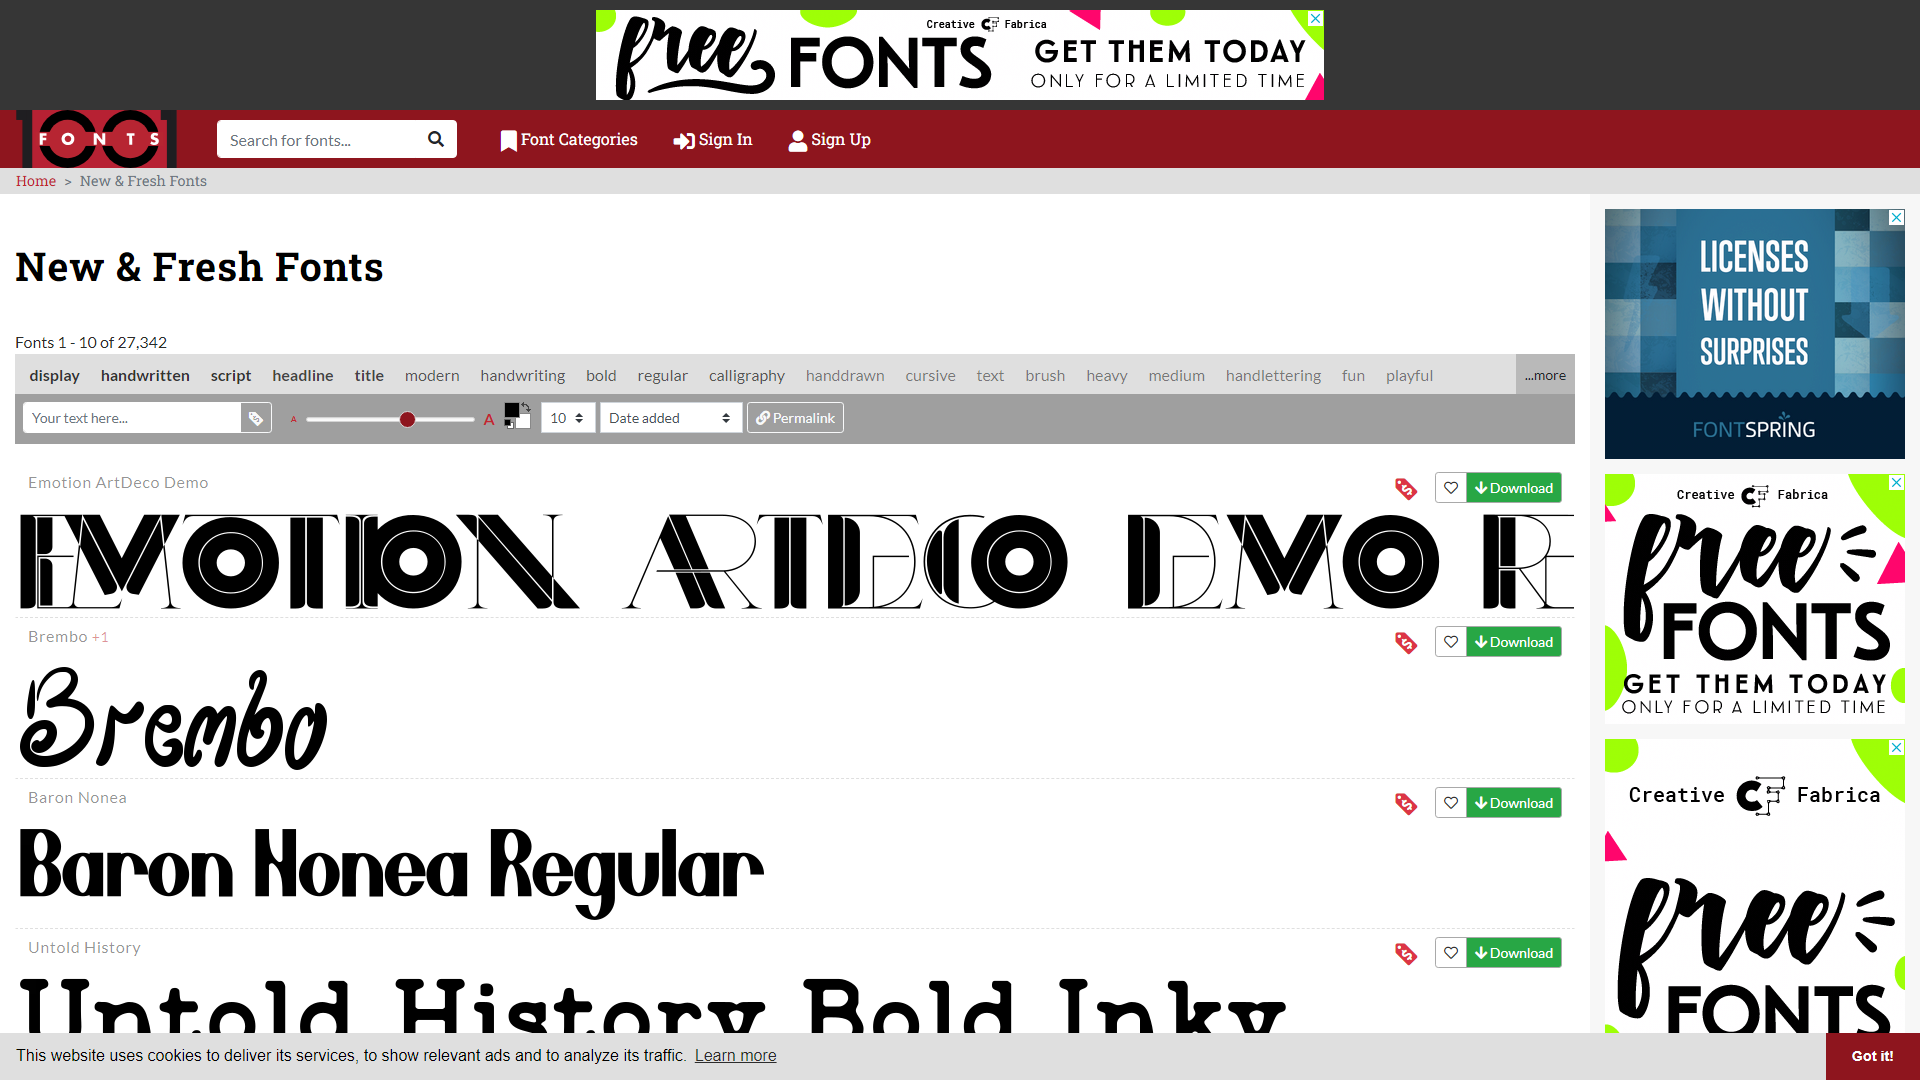 Creative Fabrica
free FONTS
GET THEM TODAY
ONLY FOR A LIMITED TIME
1001 FONTS
Search for fonts...
Font Categories
Sign In
Sign Up
Home > New & Fresh Fonts
New & Fresh Fonts
Fonts 1 - 10 of 27,342
display handwritten script headline title modern handwriting bold regular calligraphy handdrawn cursive text brush heavy medium handlettering fun playful ...more
Your text here... A A 10 Date added Permalink
Emotion ArtDeco Demo
Download
EMOTION ARTDECO DEMO RE
Brembo +1
Download
Brembo
Baron Nonea
Download
Baron Nonea Regular
Untold History
Download
Untold History Bold Inky
LICENSES
WITHOUT
SURPRISES
FONTSPRING
Creative Fabrica
free
FONTS
GET THEM TODAY
ONLY FOR A LIMITED TIME
Creative Fabrica
free
FONTS
This website uses cookies to deliver its services, to show relevant ads and to analyze its traffic. Learn more
Got it!